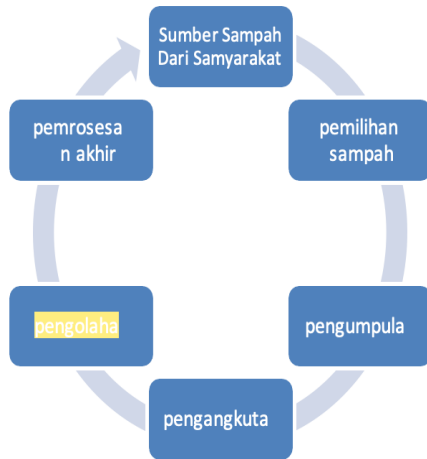 Sumber Sampah
Dari Samyarakat
pemilihan
sampah
pengumpula
pengangkuta
pengolaha
pemrosesa
n akhir